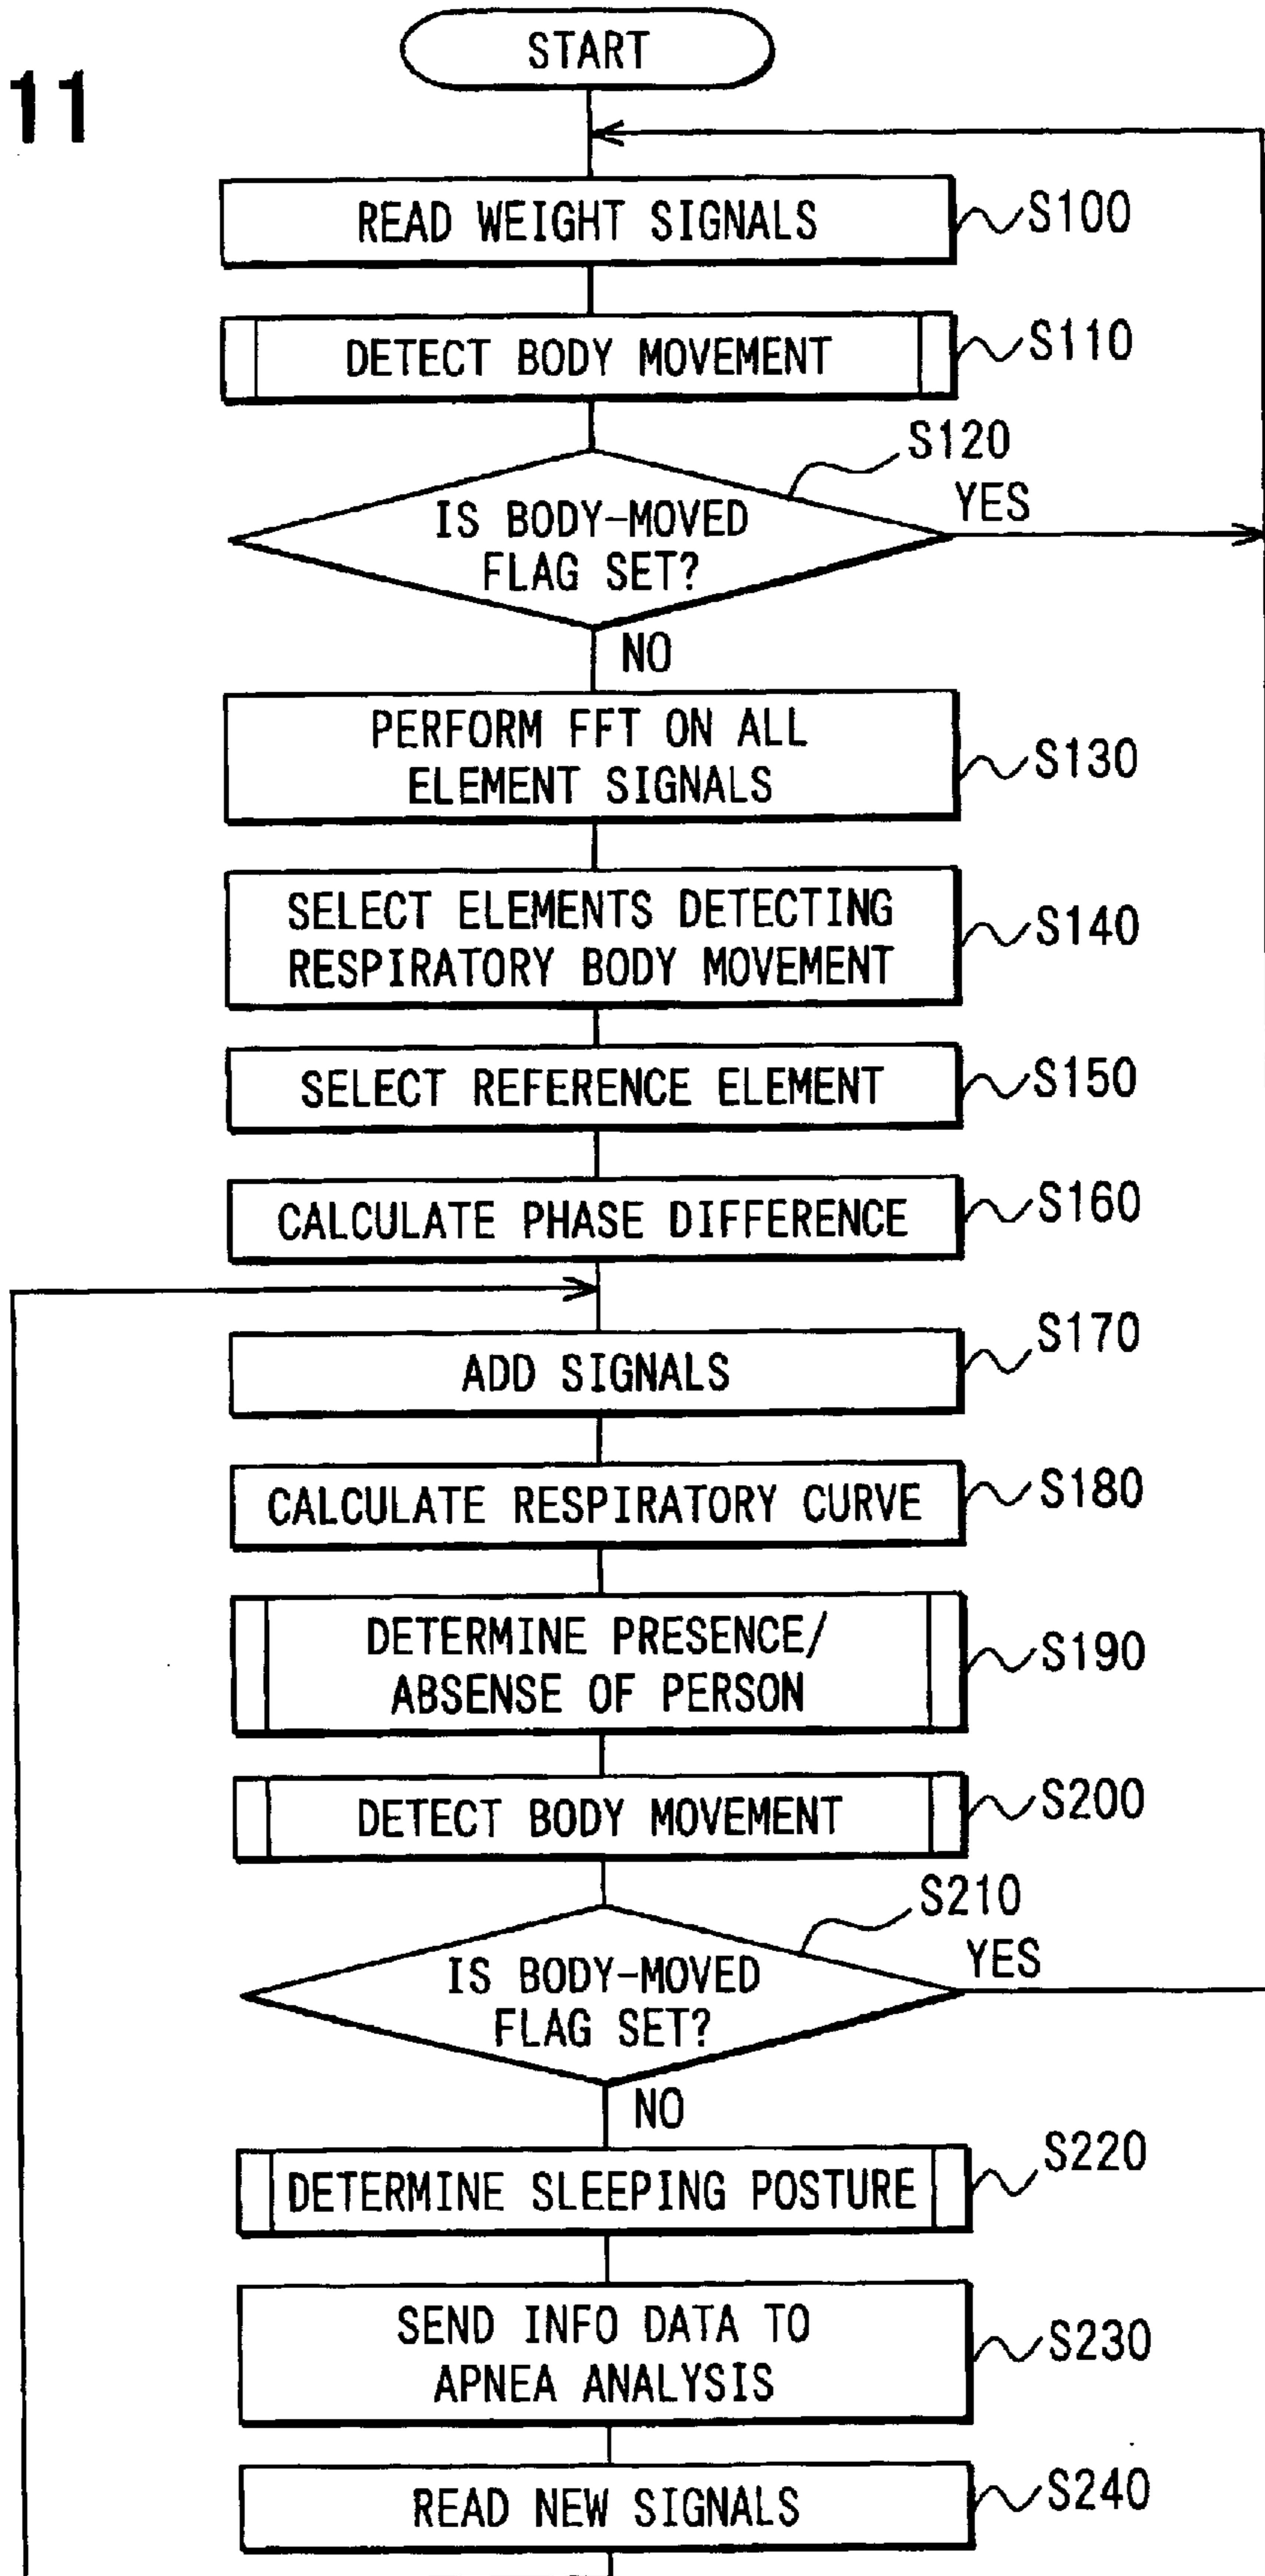 11
START
READ WEIGHT SIGNALS
S100
DETECT BODY MOVEMENT
S110
S120
IS BODY-MOVED
FLAG SET?
YES
NO
PERFORM FFT ON ALL
ELEMENT SIGNALS
S130
SELECT ELEMENTS DETECTING
RESPIRATORY BODY MOVEMENT
S140
SELECT REFERENCE ELEMENT
S150
CALCULATE PHASE DIFFERENCE
S160
ADD SIGNALS
S170
CALCULATE RESPIRATORY CURVE
S180
DETERMINE PRESENCE/
ABSENSE OF PERSON
S190
DETECT BODY MOVEMENT
S200
S210
IS BODY-MOVED
FLAG SET?
YES
NO
DETERMINE SLEEPING POSTURE
S220
SEND INFO DATA TO
APNEA ANALYSIS
S230
READ NEW SIGNALS
S240